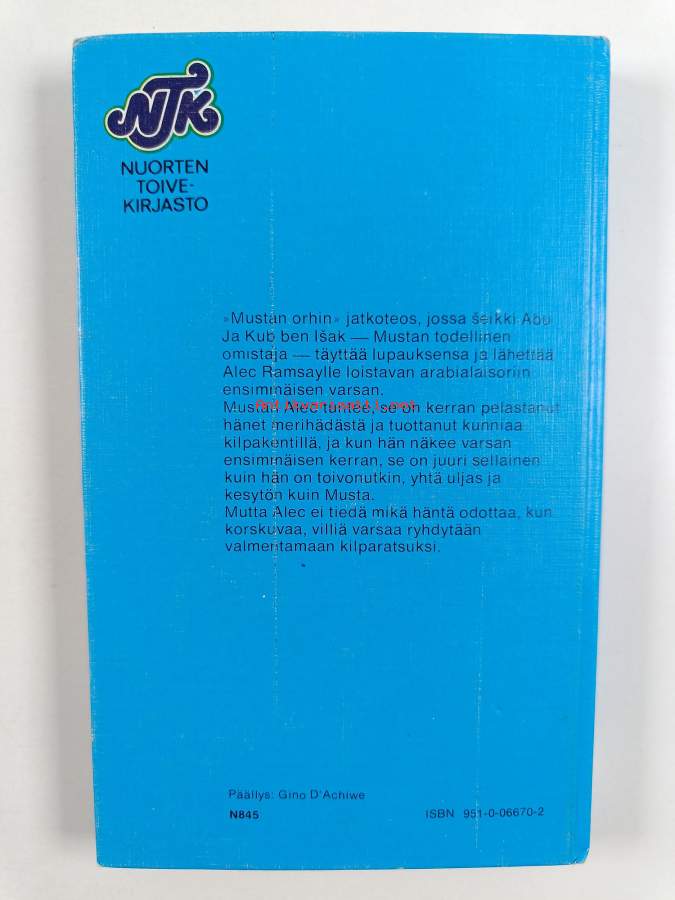 NTK
NUORTEN
TOIVE-
KIRJASTO
»Mustan orhin» jatkoteos, jossa šeikki Abu
Ja Kub ben Išak — Mustan todellinen
omistaja — täyttää lupauksensa ja lähettää
Alec Ramsaylle loistavan arabialaisoriin
ensimmäisen varsan.
Antikvariaatti.net
Mustaa Alec tuntee, se on kerran pelastanut
hänet merihädästä ja tuottanut kunniaa
kilpakentillä, ja kun hän näkee varsan
ensimmäisen kerran, se on juuri sellainen
kuin hän on toivonutkin, yhtä uljas ja
kesytön kuin Musta.
Mutta Alec ei tiedä mikä häntä odottaa, kun
korskuvaa, villiä varsaa ryhdytään
valmentamaan kilparatsuksi.
Päällys: Gino D'Achiwe
N845
ISBN 951-0-06670-2